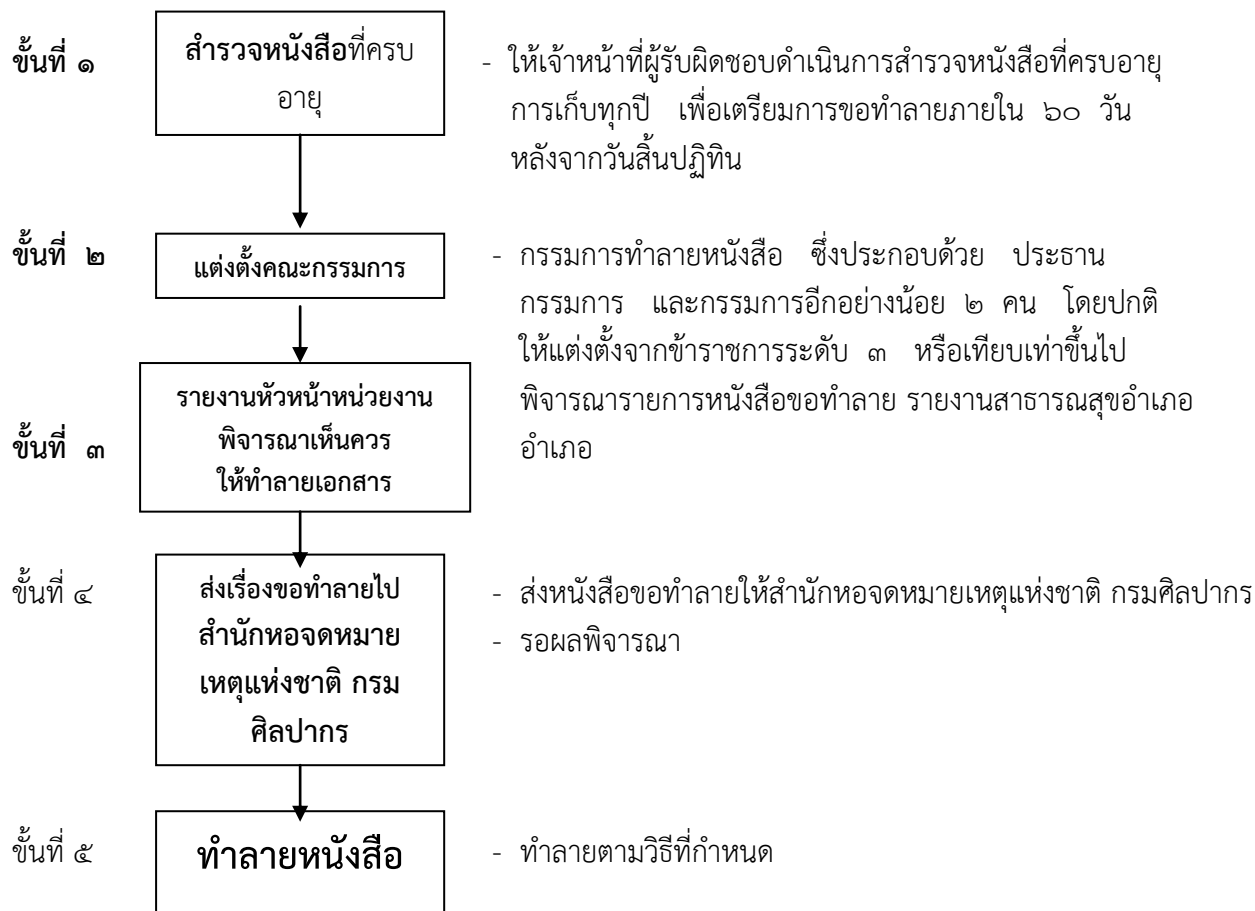 ขั้นที่ ๑
สำรวจหนังสือที่ครบ
อายุ
- ให้เจ้าหน้าที่ผู้รับผิดชอบดำเนินการสำรวจหนังสือที่ครบอายุ
การเก็บทุกปี เพื่อเตรียมการขอทำลายภายใน ๖๐ วัน
หลังจากวันสิ้นปฏิทิน
ขั้นที่ ๒
แต่งตั้งคณะกรรมการ
- กรรมการทำลายหนังสือ ซึ่งประกอบด้วย ประธาน
กรรมการ และกรรมการอีกอย่างน้อย ๒ คน โดยปกติ
ให้แต่งตั้งจากข้าราชการระดับ ๓ หรือเทียบเท่าขึ้นไป
พิจารณารายการหนังสือขอทำลาย รายงานสาธารณสุขอำเภอ
อำเภอ
ขั้นที่ ๓
รายงานหัวหน้าหน่วยงาน
พิจารณาเห็นควร
ให้ทำลายเอกสาร
ขั้นที่ ๔
ส่งเรื่องขอทำลายไป
สำนักหอจดหมาย
เหตุแห่งชาติ กรม
ศิลปากร
- ส่งหนังสือขอทำลายให้สำนักหอจดหมายเหตุแห่งชาติ กรมศิลปากร
- รอผลพิจารณา
ขั้นที่ ๕
ทำลายหนังสือ
- ทำลายตามวิธีที่กำหนด